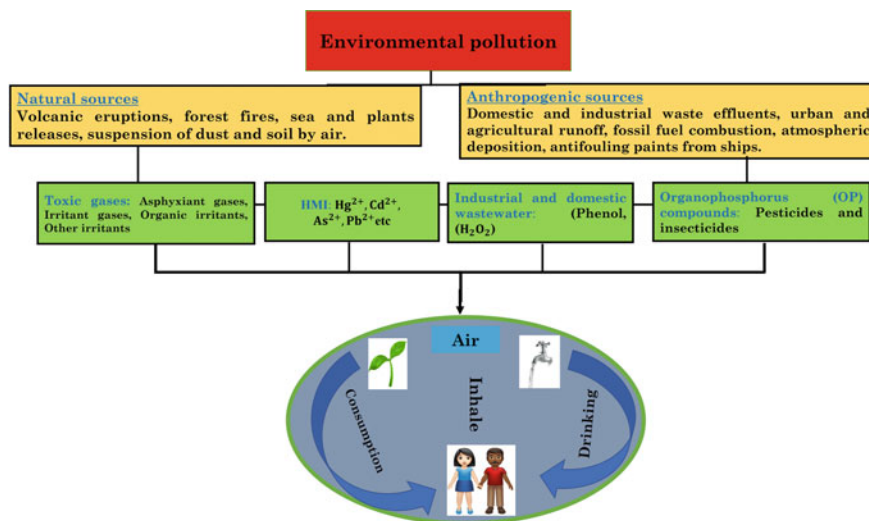 Environmental pollution
Natural sources
Volcanic eruptions, forest fires, sea and plants
releases, suspension of dust and soil by air.
Anthropogenic sources
Domestic and industrial waste effluents, urban and
agricultural runoff, fossil fuel combustion, atmospheric
deposition, antifouling paints from ships.
Toxic gases: Asphyxiant gases,
Irritant gases, Organic irritants,
Other irritants
HMI: Hg²⁺, Cd²⁺,
As²⁺, Pb²⁺etc
Industrial and domestic
wastewater: (Phenol,
(H₂O₂)
Organophosphorus (OP)
compounds: Pesticides and
insecticides
Air
Consumption
Inhale
Drinking